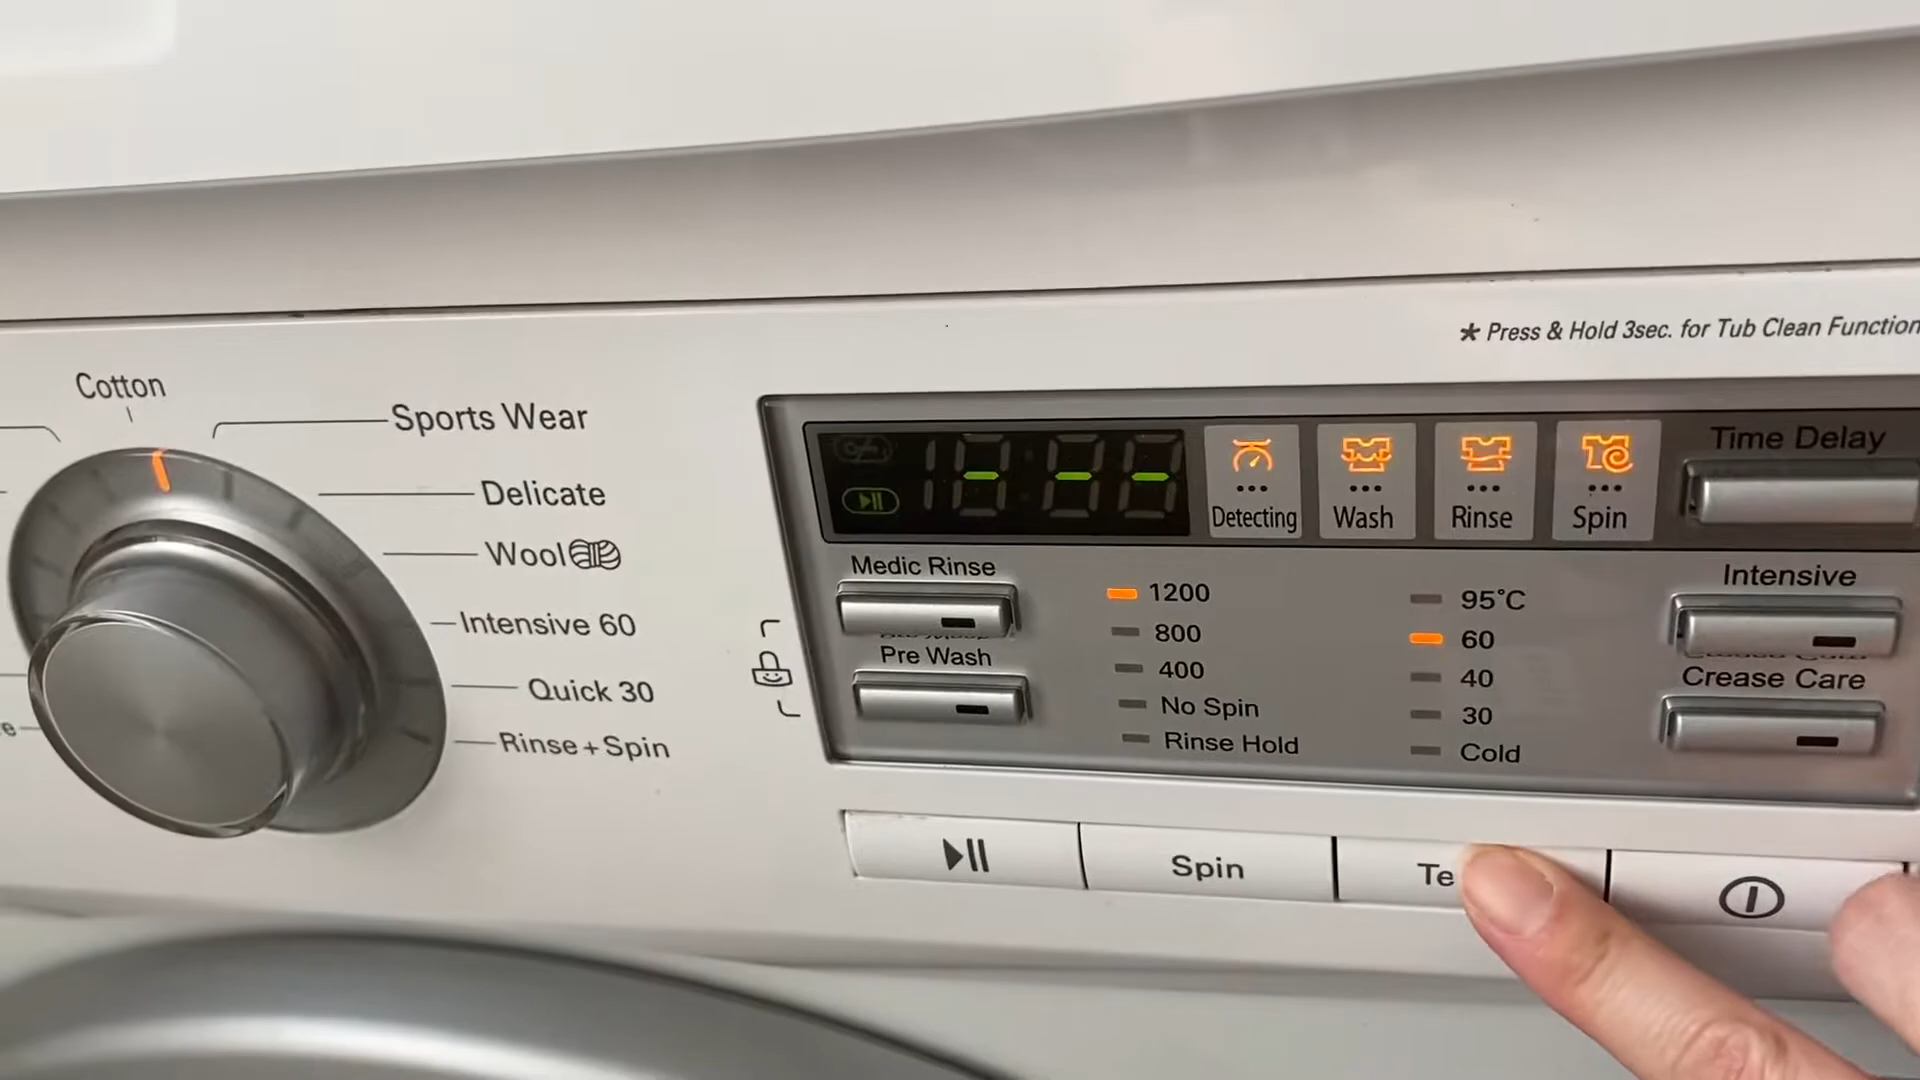 * Press & Hold 3sec. for Tub Clean Function
Cotton
Sports Wear
Delicate
Wool
Intensive 60
Quick 30
Rinse+Spin
e
- - -
Detecting
Wash
Rinse
Spin
Time Delay
Medic Rinse
Pre Wash
1200
800
400
No Spin
Rinse Hold
95°C
60
40
30
Cold
Intensive
Crease Care
Spin
Te